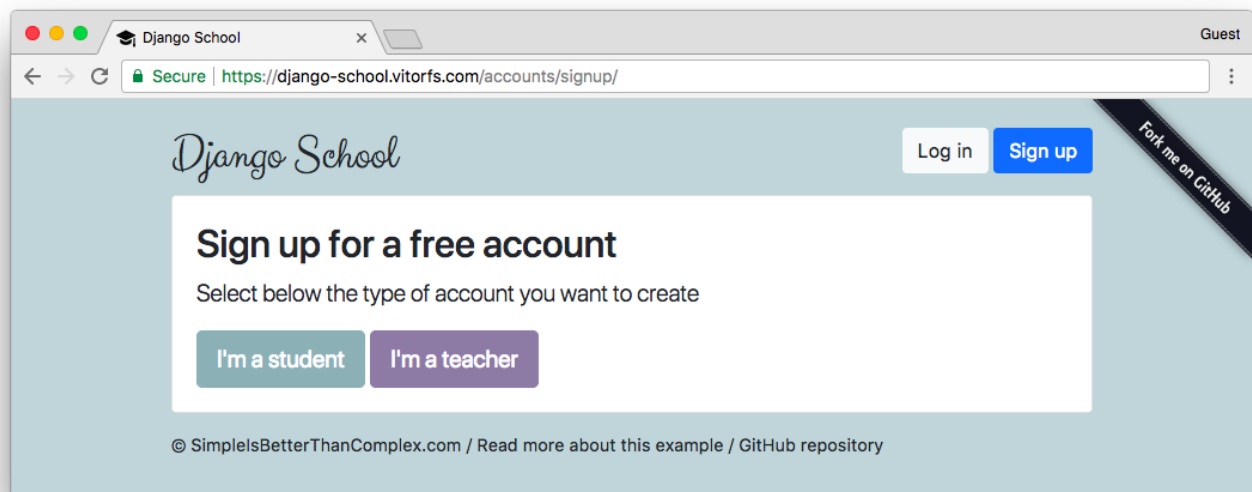 Django School
Guest
Secure https://django-school.vitorfs.com/accounts/signup/
Django School
Log in
Sign up
Fork me on GitHub
Sign up for a free account
Select below the type of account you want to create
I'm a student
I'm a teacher
© SimpleIsBetterThanComplex.com / Read more about this example / GitHub repository